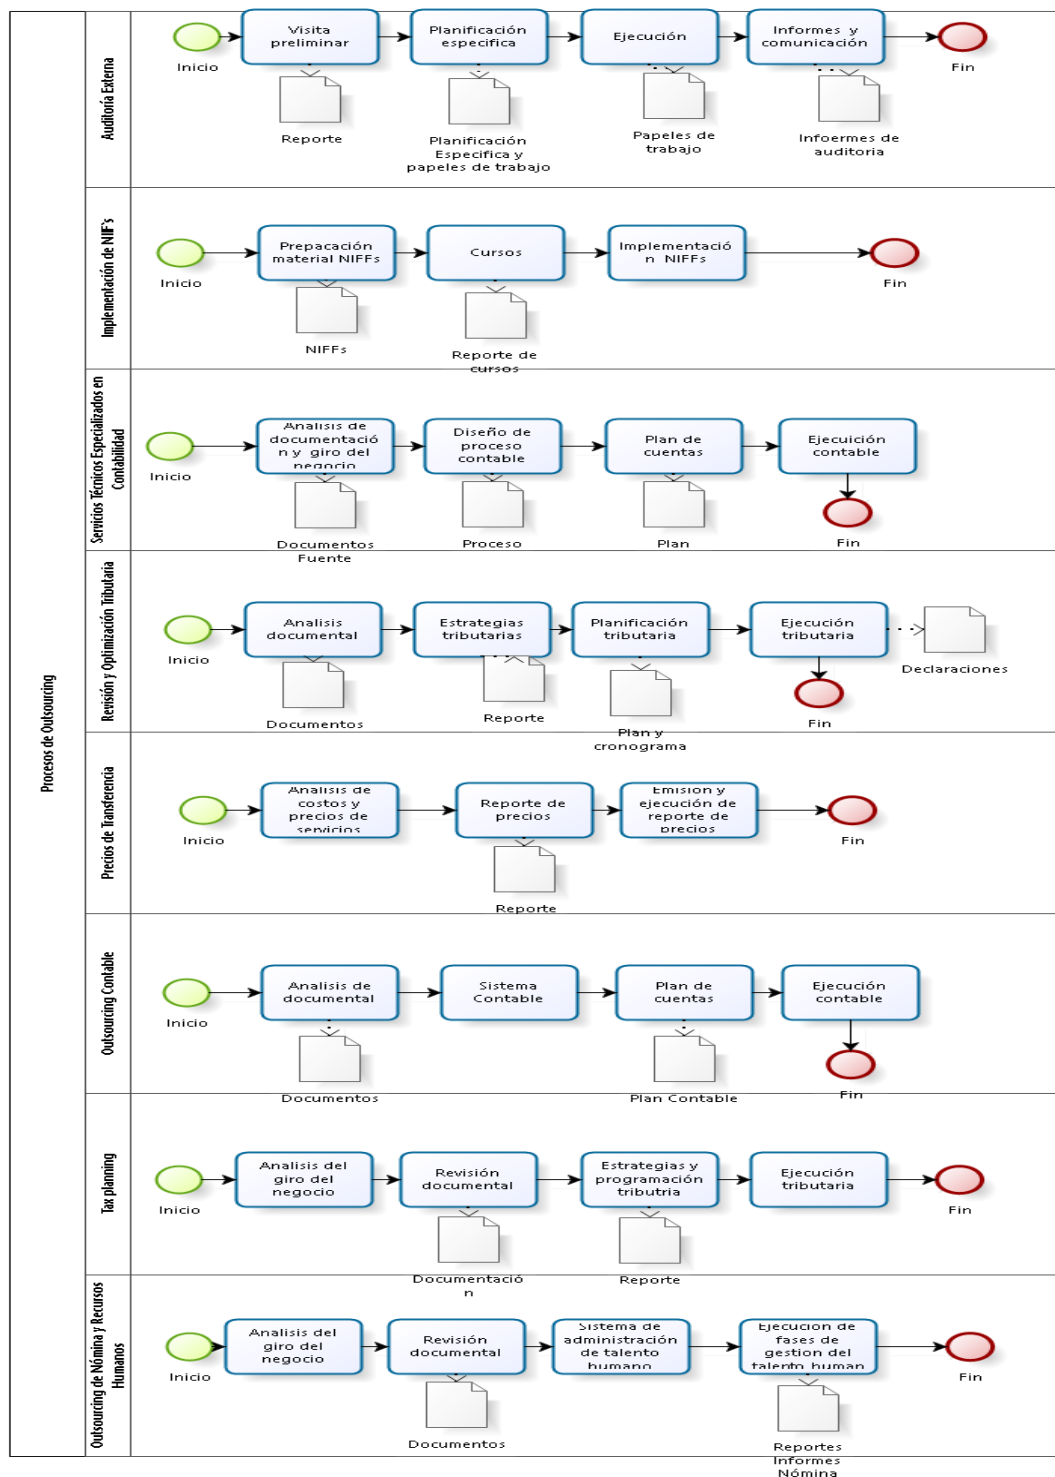 Procesos de Outsourcing
Auditoría Externa
Inicio
Visita
preliminar
Planificación
especifica
Ejecución
Informes y
comunicación
Fin
Reporte
Planificación
Especifica y
papeles de trabajo
Papeles de
trabajo
Infoermes de
auditoria
Implementación de NIIF's
Inicio
Prepacación
material NIFFs
Cursos
Implementació
n NIFFs
Fin
NIFFs
Reporte de
cursos
Servicios Técnicos Especializados en
Contabilidad
Inicio
Analisis de
documentació
n y giro del
negocio
Diseño de
proceso
contable
Plan de
cuentas
Ejecuición
contable
Documentos
Fuente
Proceso
Plan
Fin
Revisión y Optimización Tributaria
Inicio
Analisis
documental
Estrategias
tributarias
Planificación
tributaria
Ejecución
tributaria
Declaraciones
Documentos
Reporte
Plan y
cronograma
Fin
Precios de Transferencia
Inicio
Analisis de
costos y
precios de
servicios
Reporte de
precios
Emision y
ejecución de
reporte de
precios
Fin
Reporte
Outsourcing Contable
Inicio
Analisis de
documental
Sistema
Contable
Plan de
cuentas
Ejecución
contable
Documentos
Plan Contable
Fin
Tax planning
Inicio
Analisis del
giro del
negocio
Revisión
documental
Estrategias y
programación
tributria
Ejecución
tributaria
Fin
Documentació
n
Reporte
Outsourcing de Nómina y Recursos
Humanos
Inicio
Analisis del
giro del
negocio
Revisión
documental
Sistema de
administración
de talento
humano
Ejecución de
fases de
gestion del
talento human
Fin
Documentos
Reportes
Informes
Nómina